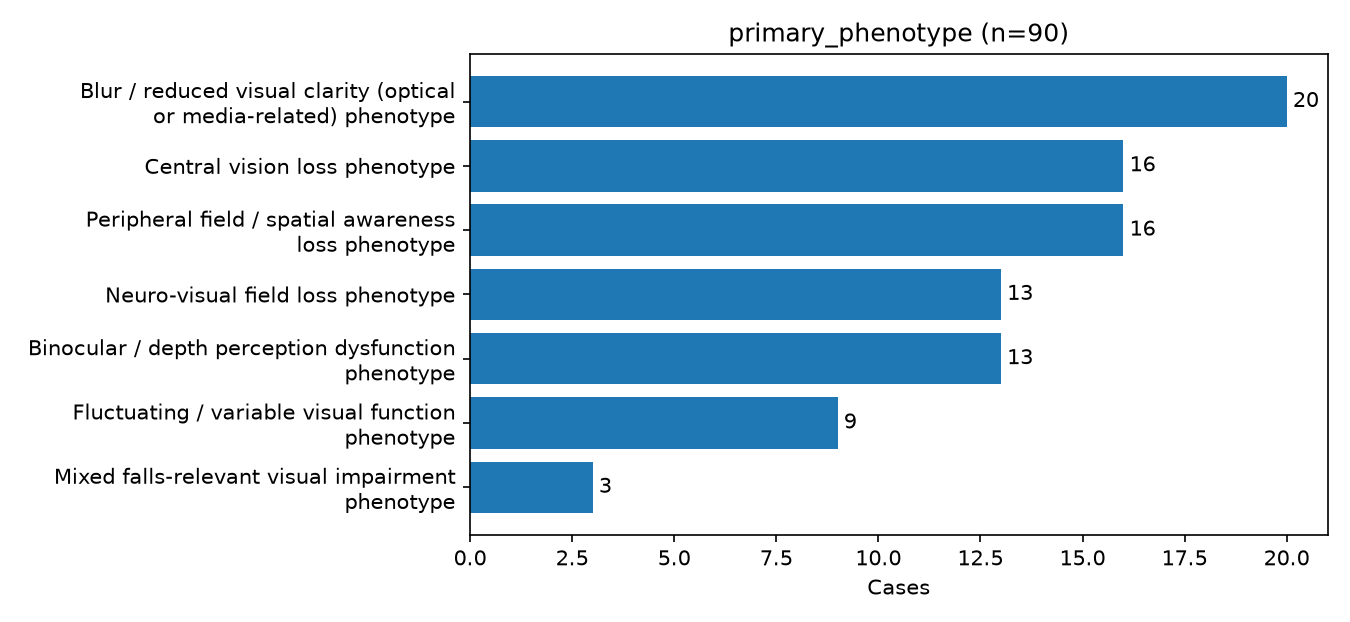 primary_phenotype (n=90)
Blur / reduced visual clarity (optical
or media-related) phenotype
20
Central vision loss phenotype
16
Peripheral field / spatial awareness
loss phenotype
16
Neuro-visual field loss phenotype
13
Binocular / depth perception dysfunction
phenotype
13
Fluctuating / variable visual function
phenotype
9
Mixed falls-relevant visual impairment
phenotype
3
0.0 2.5 5.0 7.5 10.0 12.5 15.0 17.5 20.0
Cases